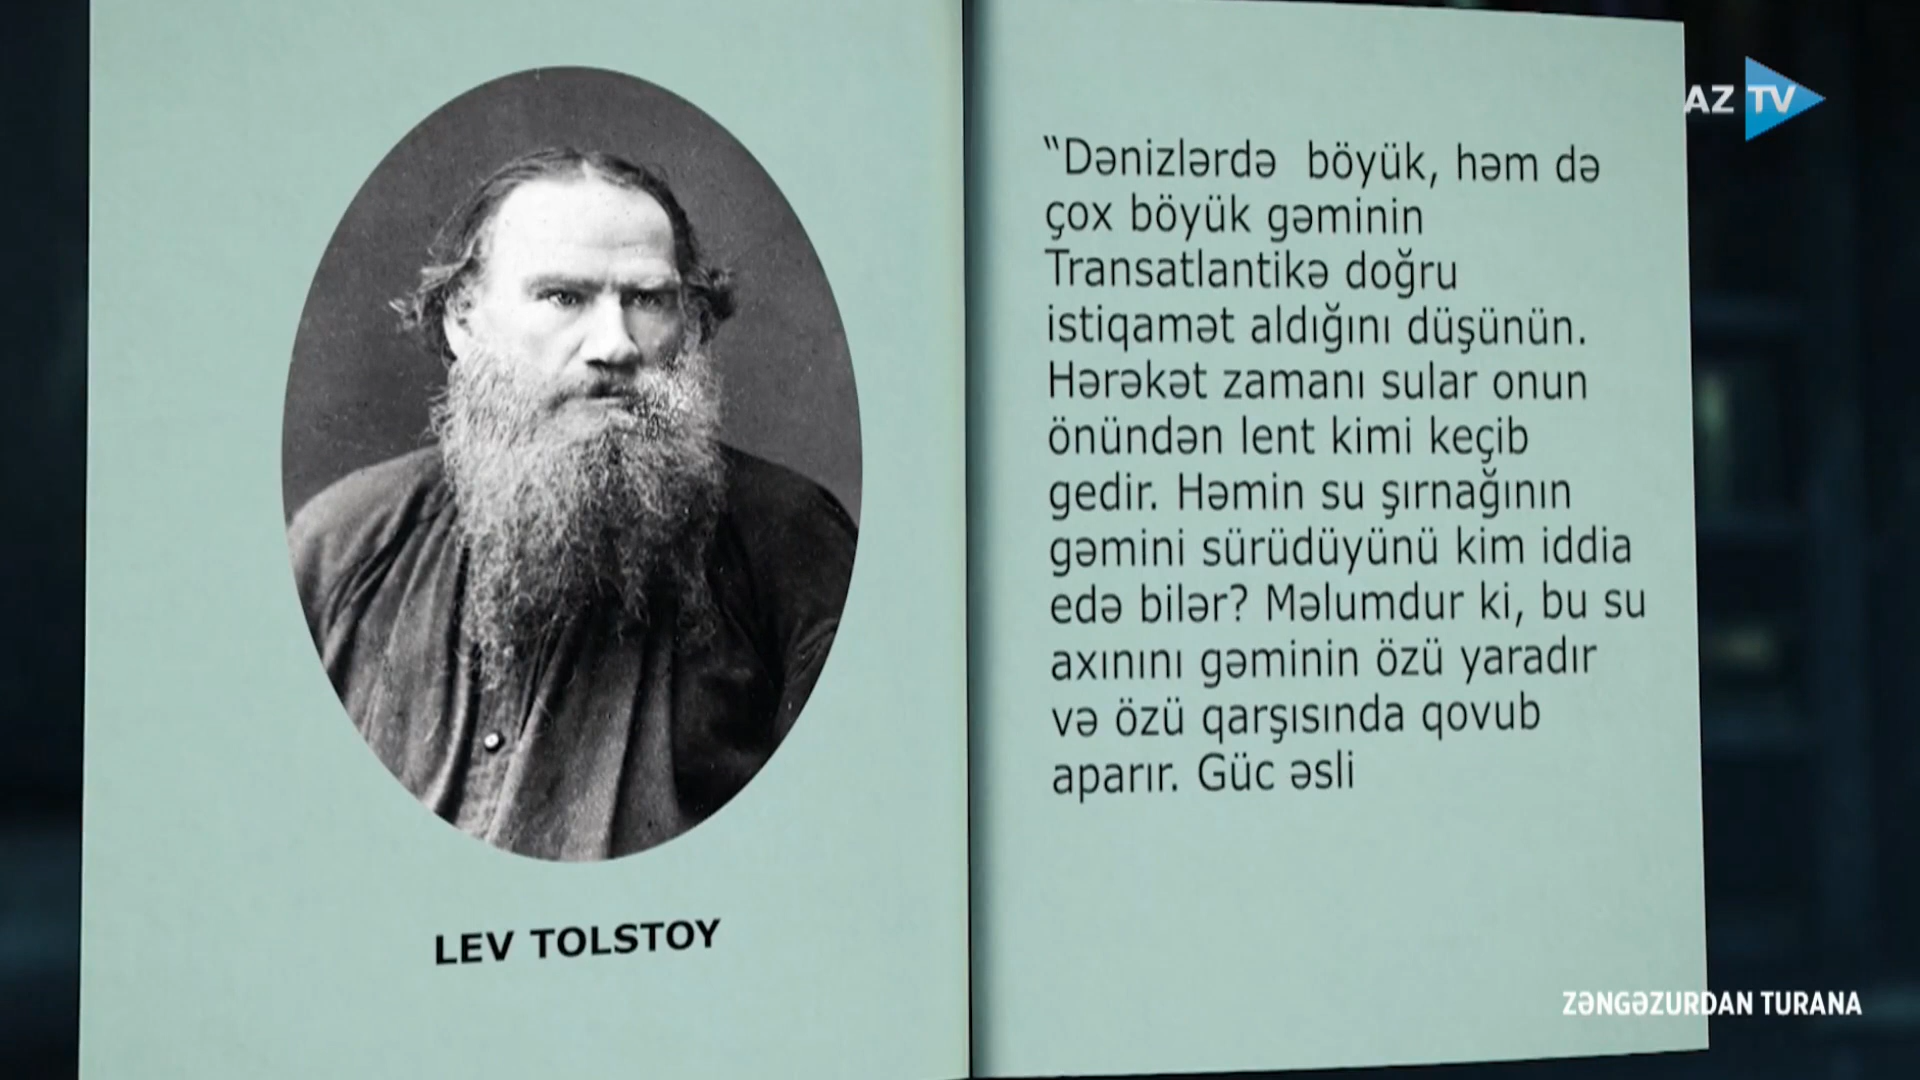 AZ TV
“Dənizlərdə böyük, həm də
çox böyük gəminin
Transatlantikə doğru
istiqamət aldığını düşünün.
Hərəkət zamanı sular onun
önündən lent kimi keçib
gedir. Həmin su şırnağının
gəmini sürüdüyünü kim iddia
edə bilər? Məlumdur ki, bu su
axınını gəminin özü yaradır
və özü qarşısında qovub
aparır. Güc əsli
LEV TOLSTOY
ZƏNGƏZURDAN TURANA